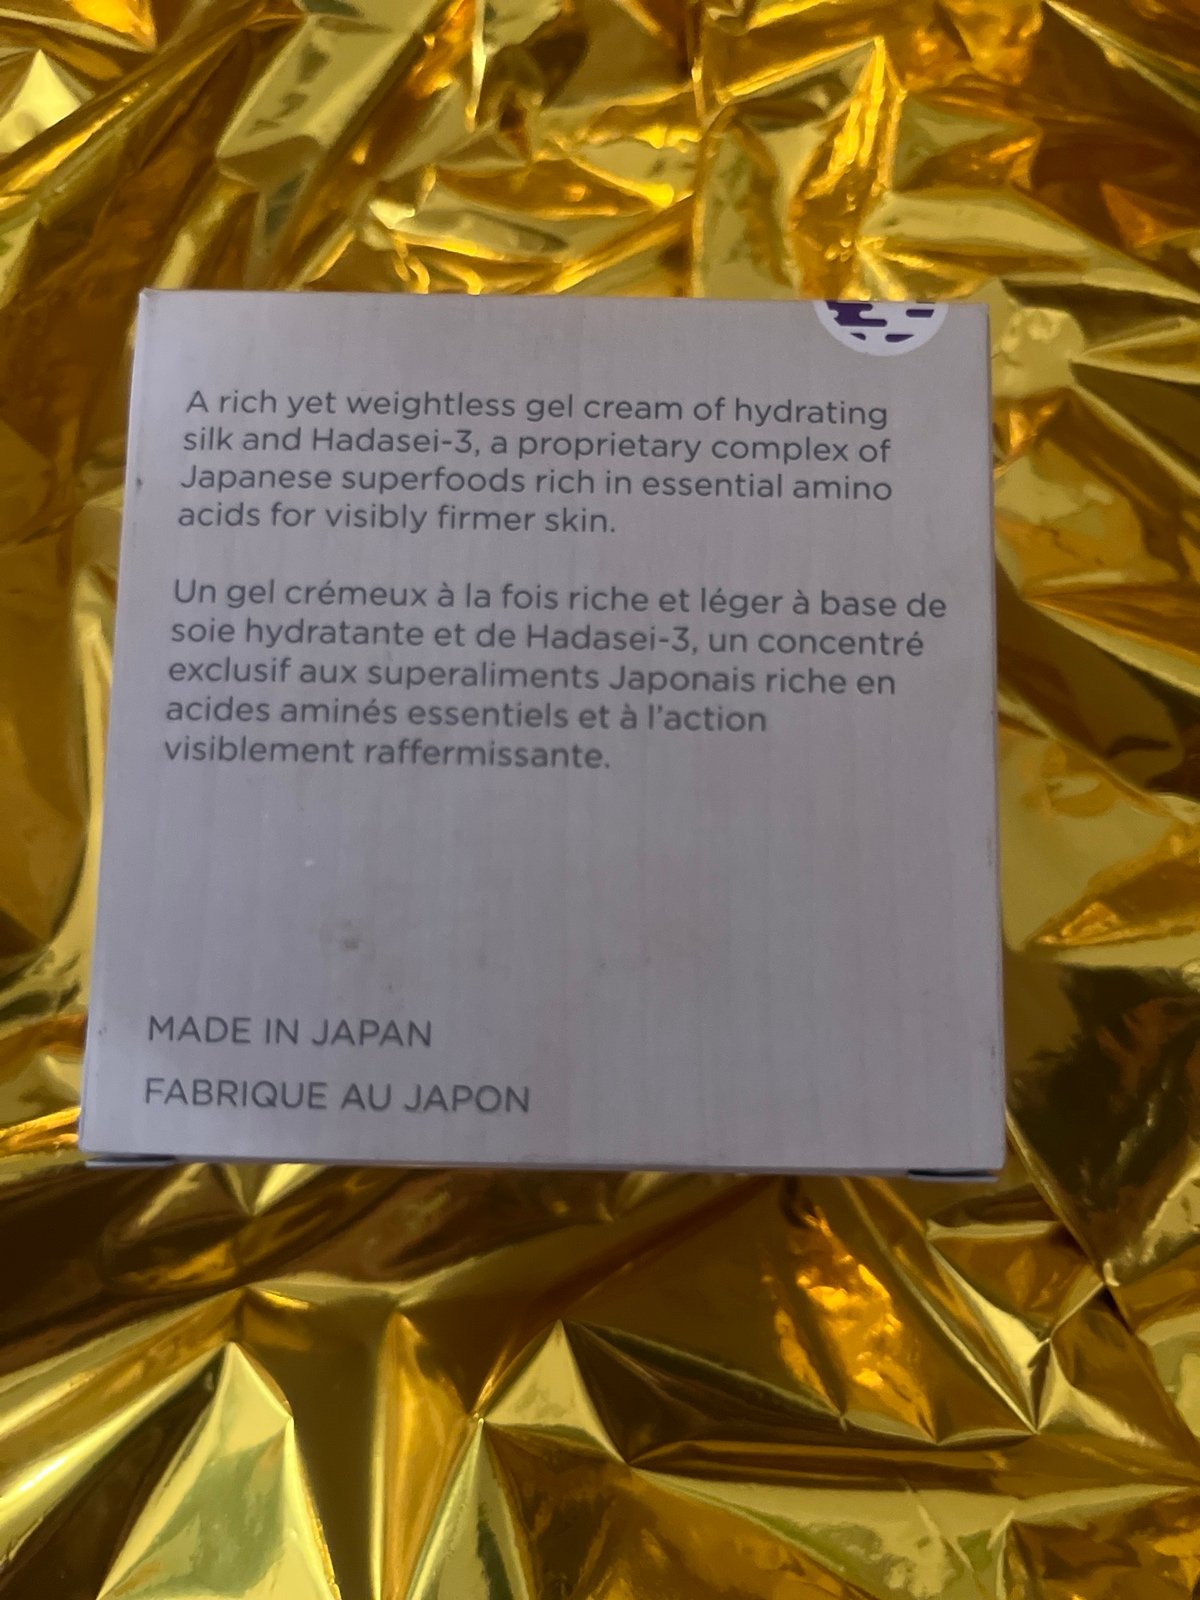 A rich yet weightless gel cream of hydrating
silk and Hadasei-3, a proprietary complex of
Japanese superfoods rich in essential amino
acids for visibly firmer skin.
Un gel crémeux à la fois riche et léger à base de
soie hydratante et de Hadasei-3, un concentré
exclusif aux superaliments Japonais riche en
acides aminés essentiels et à l'action
visiblement raffermissante.
MADE IN JAPAN
FABRIQUE AU JAPON